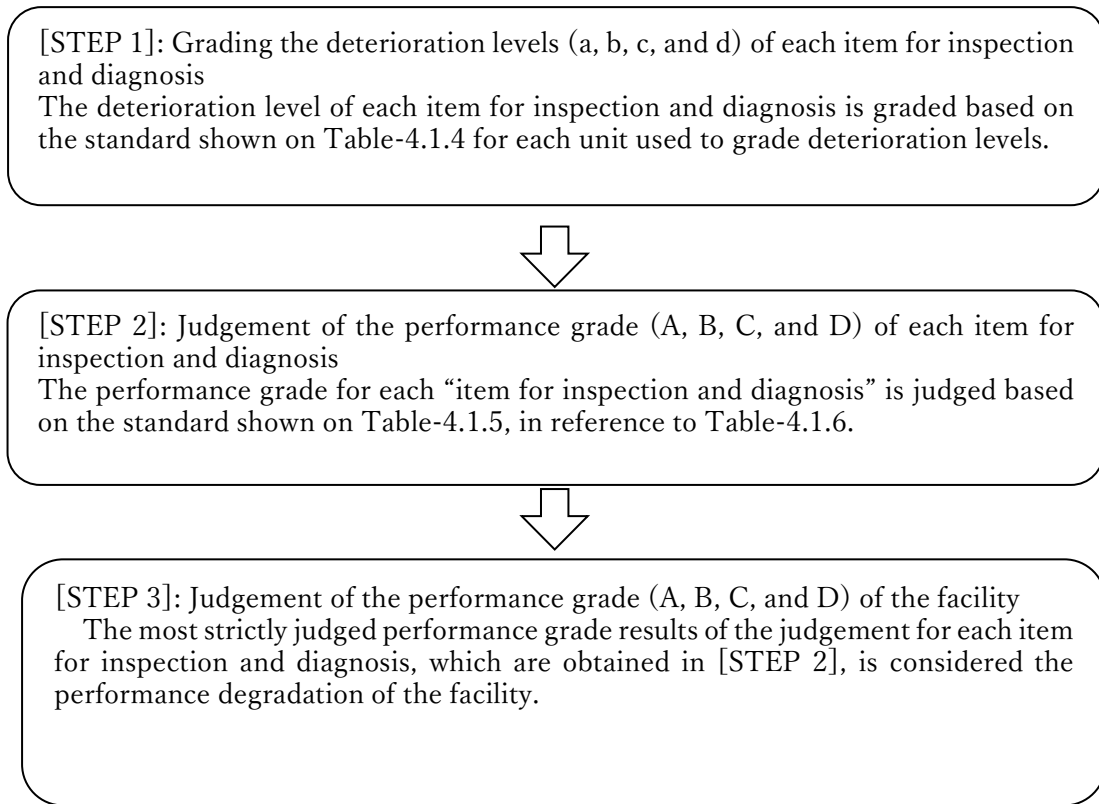 [STEP 1]: Grading the deterioration levels (a, b, c, and d) of each item for inspection
and diagnosis
The deterioration level of each item for inspection and diagnosis is graded based on
the standard shown on Table-4.1.4 for each unit used to grade deterioration levels.
[STEP 2]: Judgement of the performance grade (A, B, C, and D) of each item for
inspection and diagnosis
The performance grade for each “item for inspection and diagnosis” is judged based
on the standard shown on Table-4.1.5, in reference to Table-4.1.6.
[STEP 3]: Judgement of the performance grade (A, B, C, and D) of the facility
The most strictly judged performance grade results of the judgement for each item
for inspection and diagnosis, which are obtained in [STEP 2], is considered the
performance degradation of the facility.